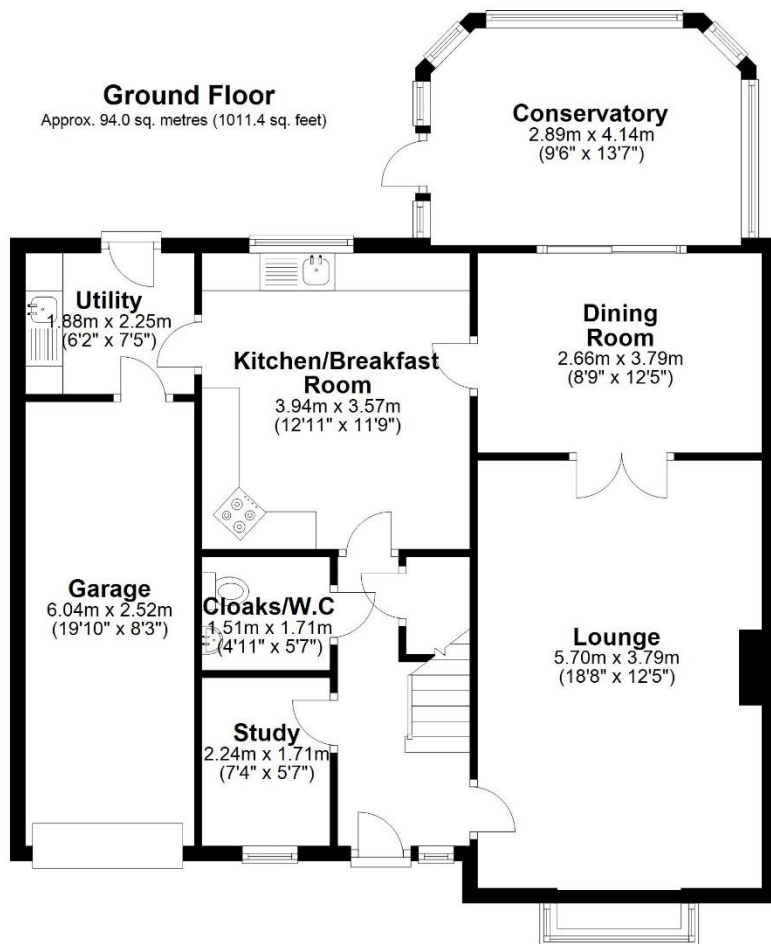 Ground Floor
Approx. 94.0 sq. metres (1011.4 sq. feet)
Conservatory
2.89m x 4.14m
(9'6" x 13'7")
Utility
1.88m x 2.25m
(6'2" x 7'5")
Kitchen/Breakfast
Room
3.94m x 3.57m
(12'11" x 11'9")
Dining
Room
2.66m x 3.79m
(8'9" x 12'5")
Garage
6.04m x 2.52m
(19'10" x 8'3")
Cloaks/W.C
1.51m x 1.71m
(4'11" x 5'7")
Lounge
5.70m x 3.79m
(18'8" x 12'5")
Study
2.24m x 1.71m
(7'4" x 5'7")